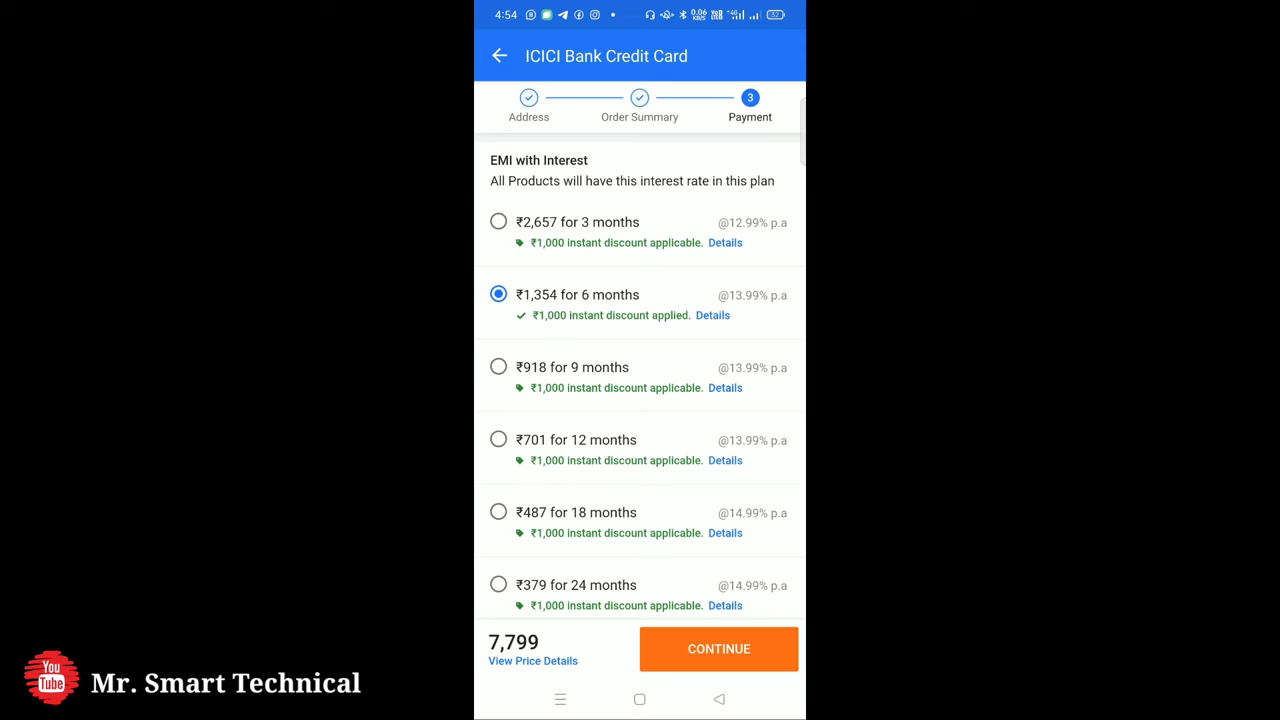 4:54
0.06 KB/S
52
ICICI Bank Credit Card
3
Address
Order Summary
Payment
EMI with Interest
All Products will have this interest rate in this plan
₹2,657 for 3 months @12.99% p.a
₹1,000 instant discount applicable. Details
₹1,354 for 6 months @13.99% p.a
₹1,000 instant discount applied. Details
₹918 for 9 months @13.99% p.a
₹1,000 instant discount applicable. Details
₹701 for 12 months @13.99% p.a
₹1,000 instant discount applicable. Details
₹487 for 18 months @14.99% p.a
₹1,000 instant discount applicable. Details
₹379 for 24 months @14.99% p.a
₹1,000 instant discount applicable. Details
7,799
View Price Details
CONTINUE
You
Tube
Mr. Smart Technical